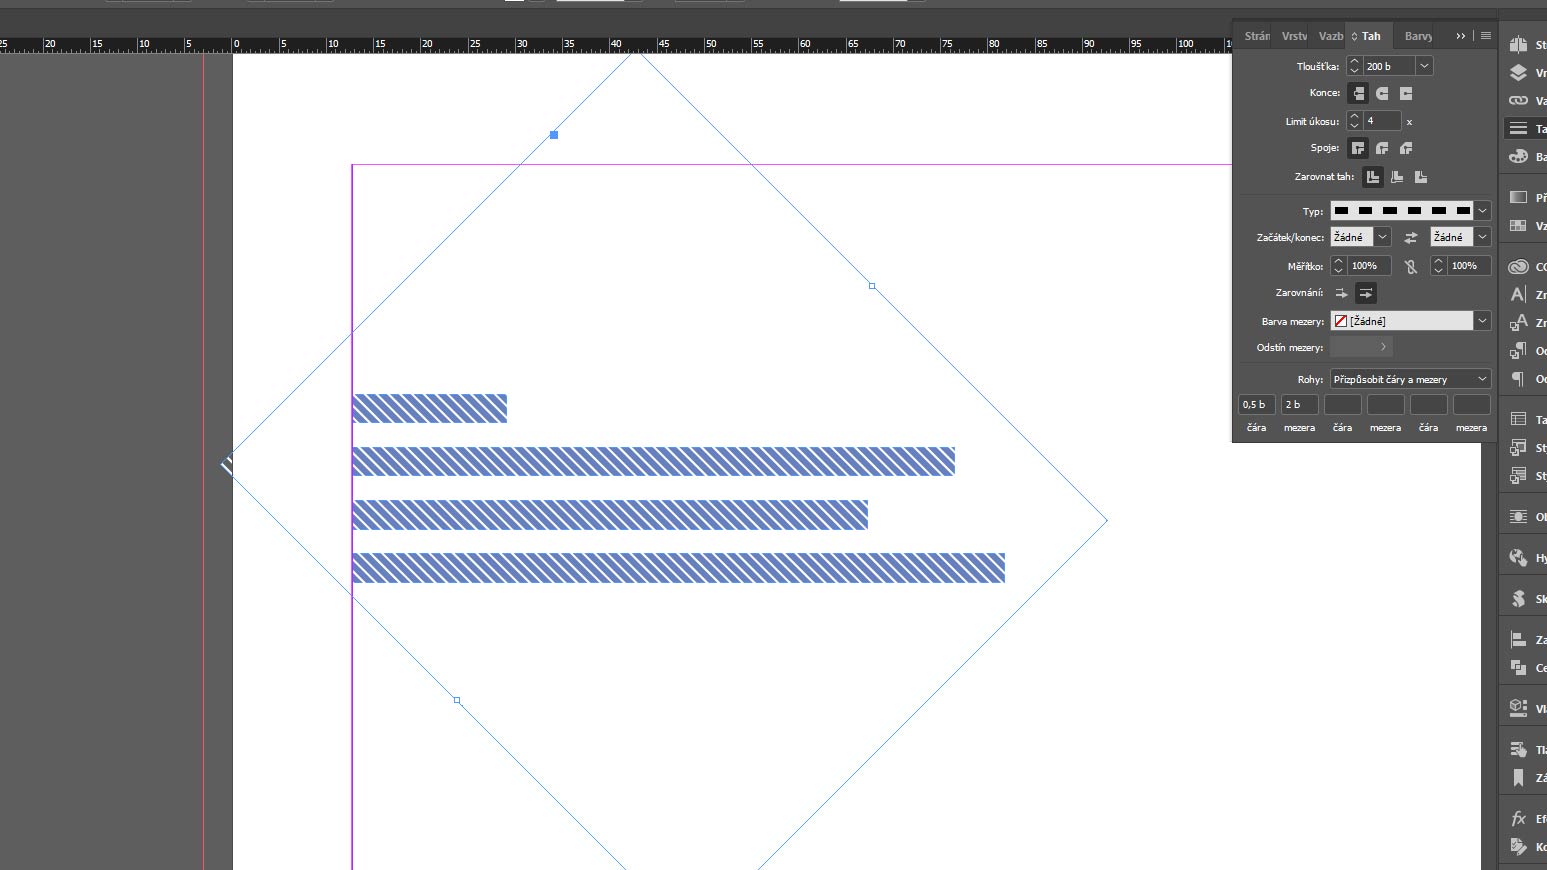 25 20 15 10 5 0 5 10 15 20 25 30 35 40 45 50 55 60 65 70 75 80 85 90 95 100
Strán Vrstv Vazb Tah Barvy
Tloušťka: 200 b
Konce:
Limit úkosu: 4 x
Spoje:
Zarovnat tah:
Typ:
Začátek/konec: Žádné Žádné
Měřítko: 100% 100%
Zarovnání:
Barva mezery: [Žádné]
Odstín mezery:
Rohy: Přizpůsobit čáry a mezery
0,5 b 2 b
čára mezera čára mezera čára mezera
St
Vr
Va
Ta
Ba
Př
Vz
CC
Zn
Zn
Od
Od
Ta
St
St
Ob
Hy
Sk
Za
Ce
Vl
Tla
Zá
fx Efe
Ko